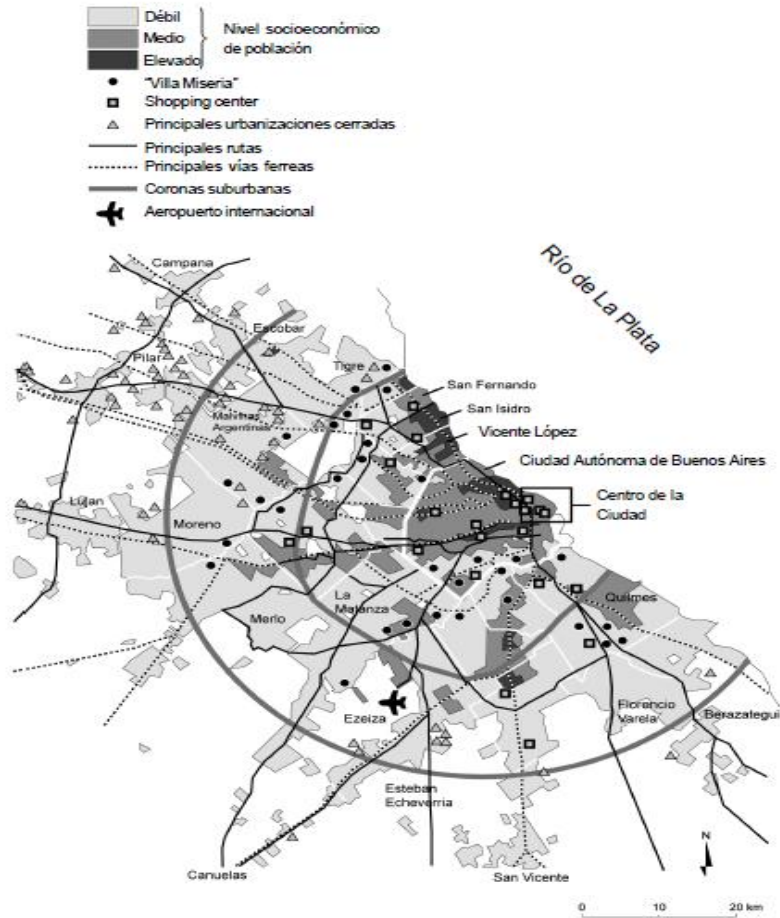 Débil
Medio
Elevado
Nivel socioeconómico
de población
"Villa Miseria"
Shopping center
Principales urbanizaciones cerradas
Principales rutas
Principales vías ferreas
Coronas suburbanas
Aeropuerto internacional
Río de La Plata
Campana
Escobar
Pilar
Tigre
San Fernando
San Isidro
Malvinas
Argentinas
Vicente López
Ciudad Autónoma de Buenos Aires
Centro de la
Ciudad
Luján
Moreno
Merlo
La
Matanza
Quilmes
Ezeiza
Florencio
Varela
Berazategui
Esteban
Echeverria
Canuelas
San Vicente
N
0 10 20 km